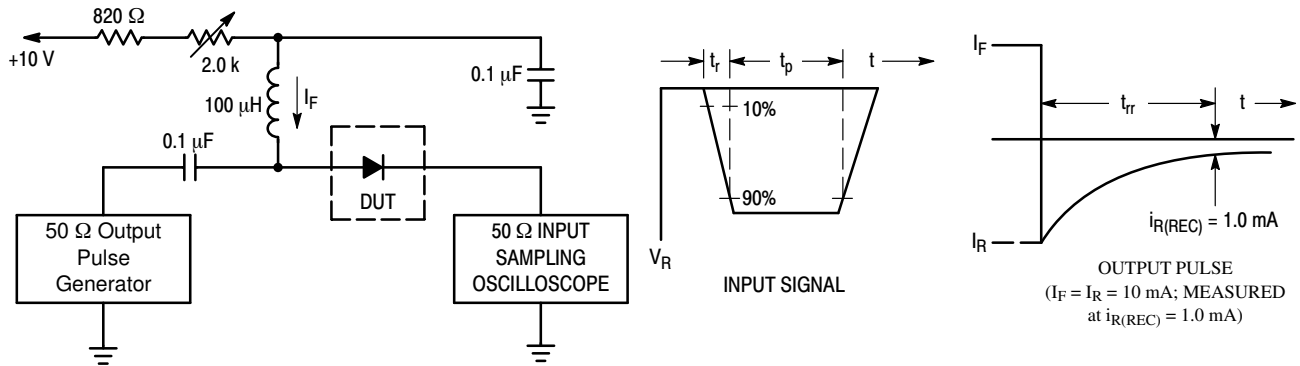 820 Ω
+10 V
2.0 k
100 μH
I_F
0.1 μF
0.1 μF
DUT
50 Ω Output
Pulse
Generator
50 Ω INPUT
SAMPLING
OSCILLOSCOPE
t_r
t_p
t
10%
90%
V_R
INPUT SIGNAL
I_F
t_rr
t
I_R
i_R(REC) = 1.0 mA
OUTPUT PULSE
(I_F = I_R = 10 mA; MEASURED
at i_R(REC) = 1.0 mA)